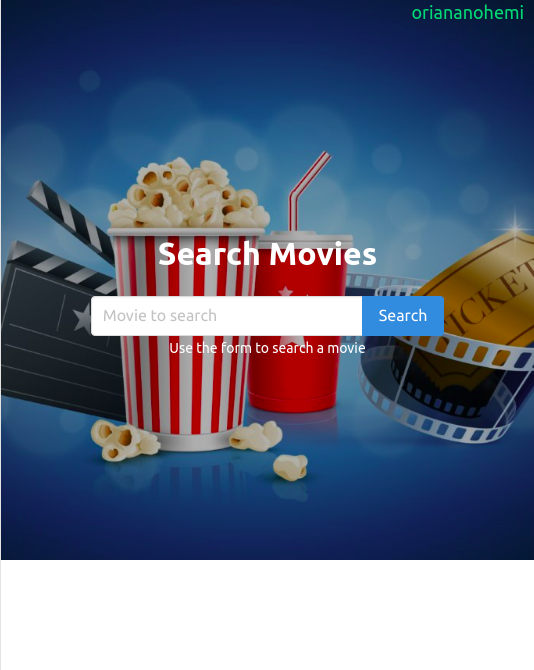 oriananohemi
Search Movies
Movie to search
Search
Use the form to search a movie
TICKET